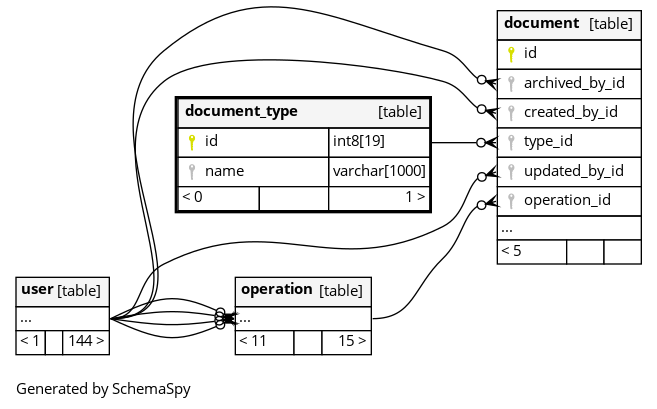 document [table]
id
archived_by_id
created_by_id
type_id
updated_by_id
operation_id
...
< 5
document_type [table]
id int8[19]
name varchar[1000]
< 0 1 >
user [table]
...
< 1 144 >
operation [table]
...
< 11 15 >
Generated by SchemaSpy